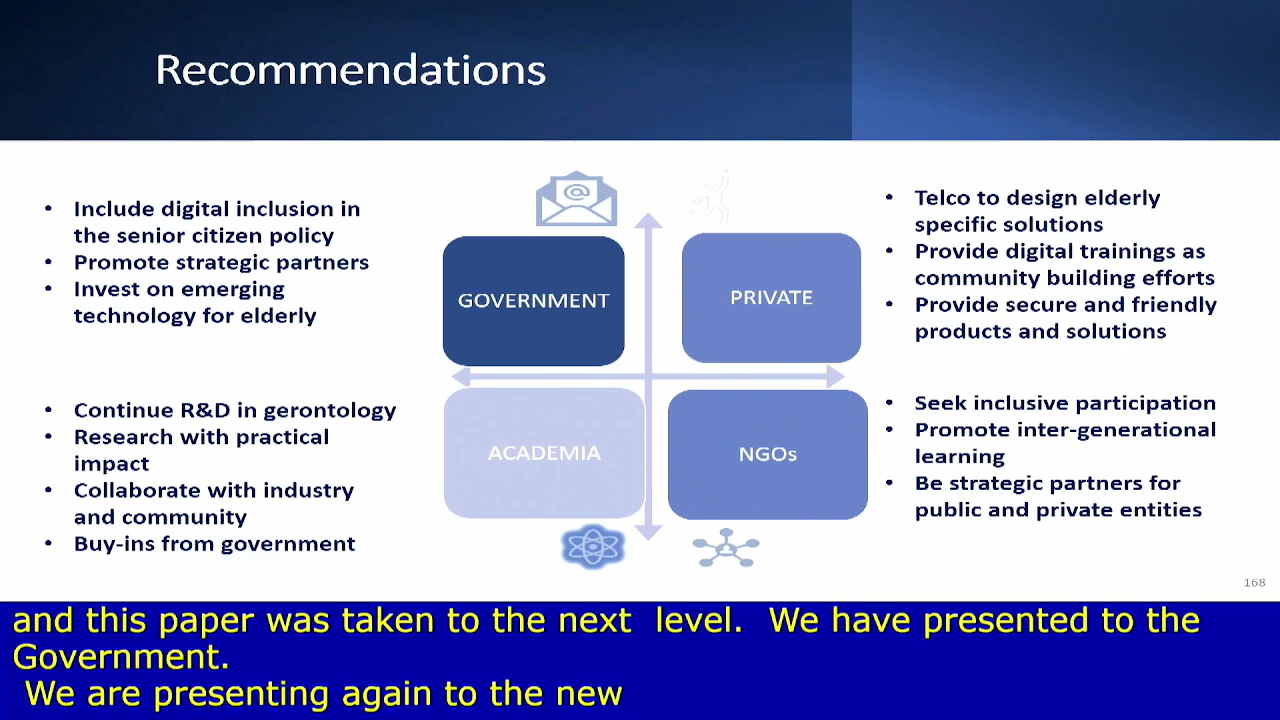 Recommendations
• Include digital inclusion in
the senior citizen policy
• Promote strategic partners
• Invest on emerging
technology for elderly
GOVERNMENT
PRIVATE
• Telco to design elderly
specific solutions
• Provide digital trainings as
community building efforts
• Provide secure and friendly
products and solutions
• Continue R&D in gerontology
• Research with practical
impact
• Collaborate with industry
and community
• Buy-ins from government
ACADEMIA
NGOs
• Seek inclusive participation
• Promote inter-generational
learning
• Be strategic partners for
public and private entities
168
and this paper was taken to the next level. We have presented to the
Government.
We are presenting again to the new